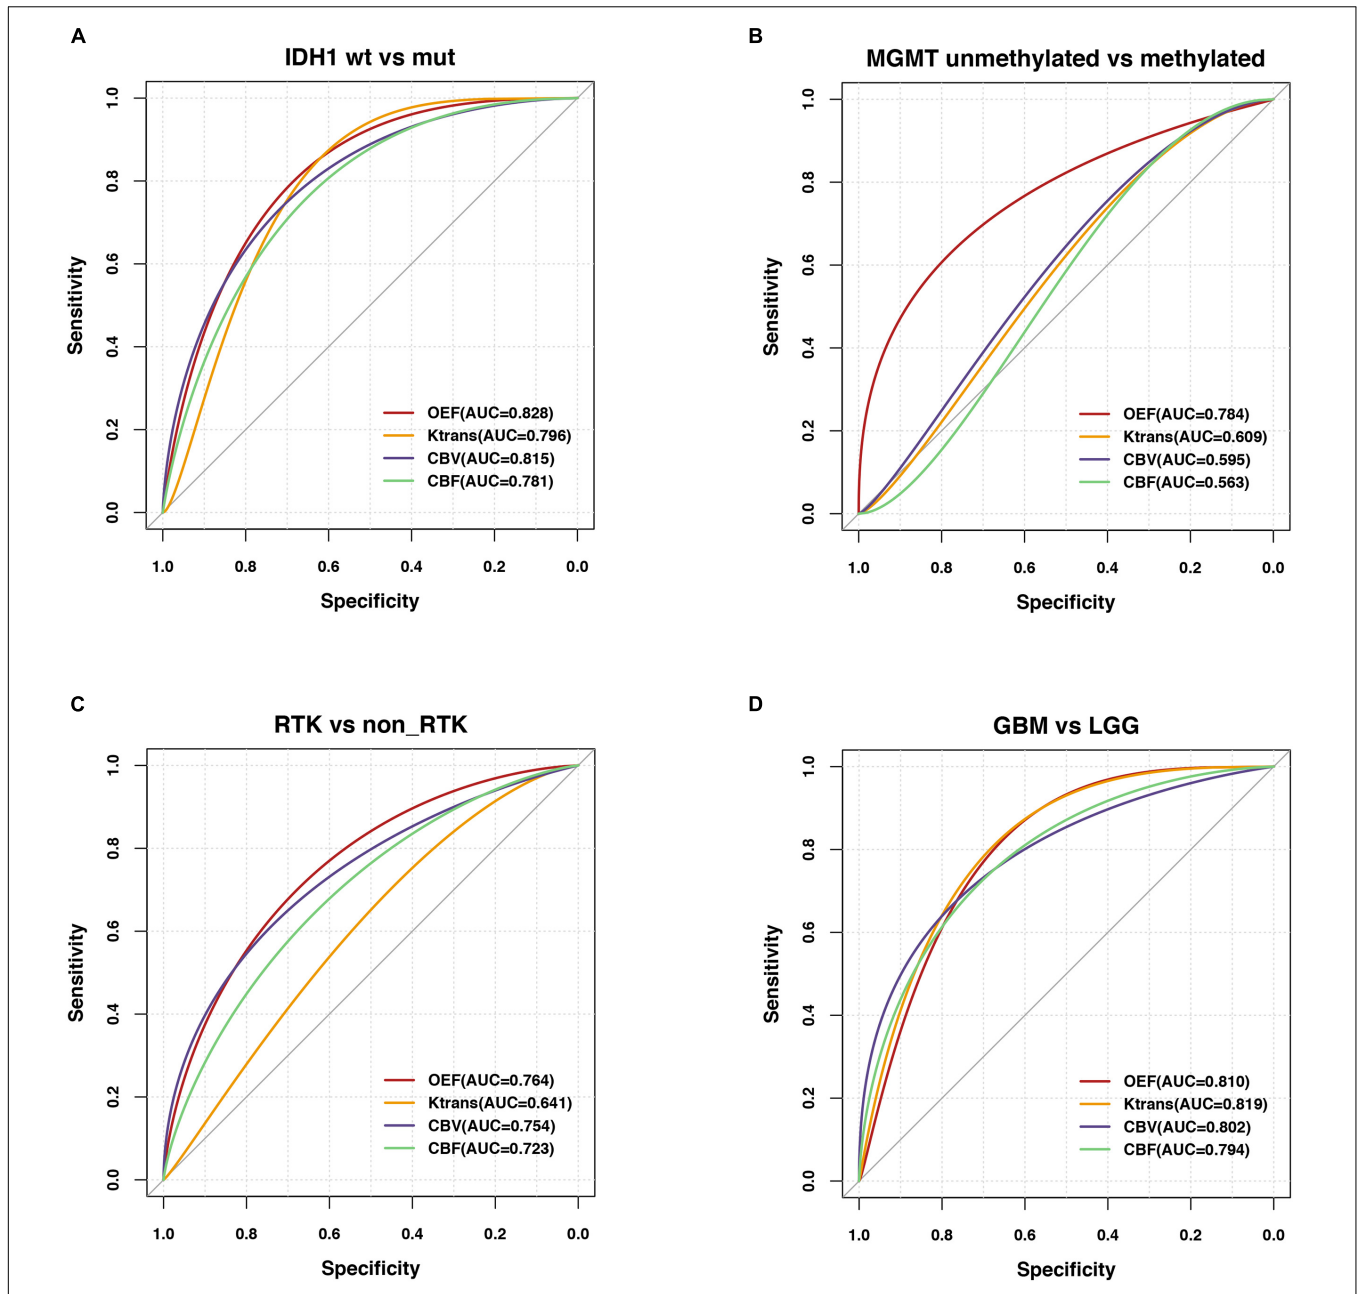 A
IDH1 wt vs mut
Sensitivity
1.0
0.8
0.6
0.4
0.2
0.0
OEF(AUC=0.828)
Ktrans(AUC=0.796)
CBV(AUC=0.815)
CBF(AUC=0.781)
1.0 0.8 0.6 0.4 0.2 0.0
Specificity
B
MGMT unmethylated vs methylated
Sensitivity
1.0
0.8
0.6
0.4
0.2
0.0
OEF(AUC=0.784)
Ktrans(AUC=0.609)
CBV(AUC=0.595)
CBF(AUC=0.563)
1.0 0.8 0.6 0.4 0.2 0.0
Specificity
C
RTK vs non_RTK
Sensitivity
1.0
0.8
0.6
0.4
0.2
0.0
OEF(AUC=0.764)
Ktrans(AUC=0.641)
CBV(AUC=0.754)
CBF(AUC=0.723)
1.0 0.8 0.6 0.4 0.2 0.0
Specificity
D
GBM vs LGG
Sensitivity
1.0
0.8
0.6
0.4
0.2
0.0
OEF(AUC=0.810)
Ktrans(AUC=0.819)
CBV(AUC=0.802)
CBF(AUC=0.794)
1.0 0.8 0.6 0.4 0.2 0.0
Specificity